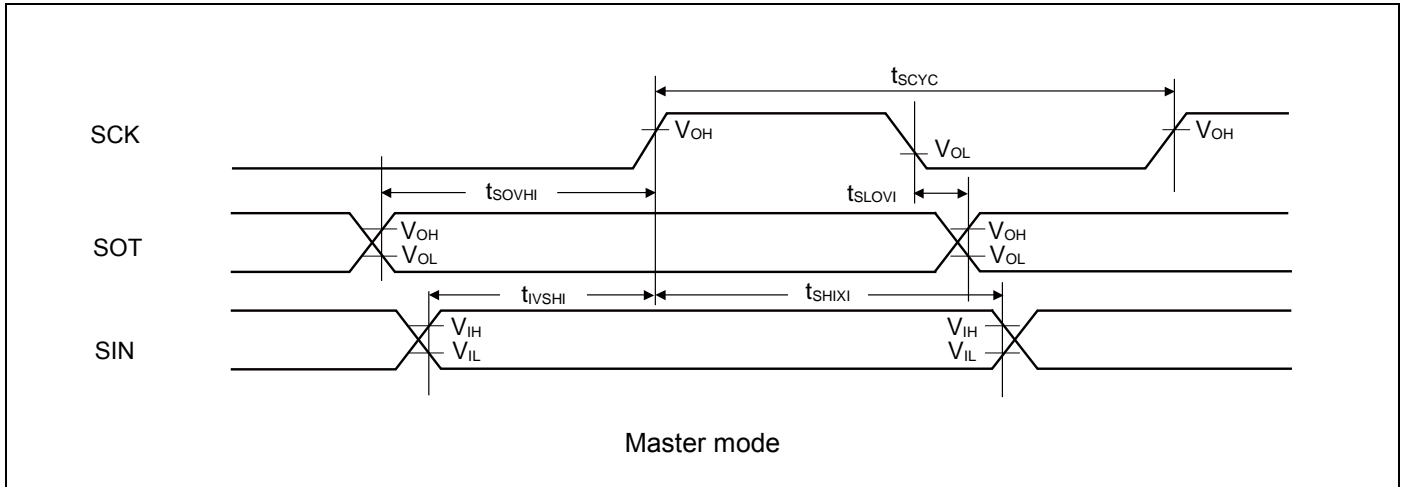 tSCYC
SCK
VOH
VOL
VOH
tSOVHI
tSLOVI
SOT
VOH
VOL
VOH
VOL
tIVSHI
tSHIXI
SIN
VIH
VIL
VIH
VIL
Master mode